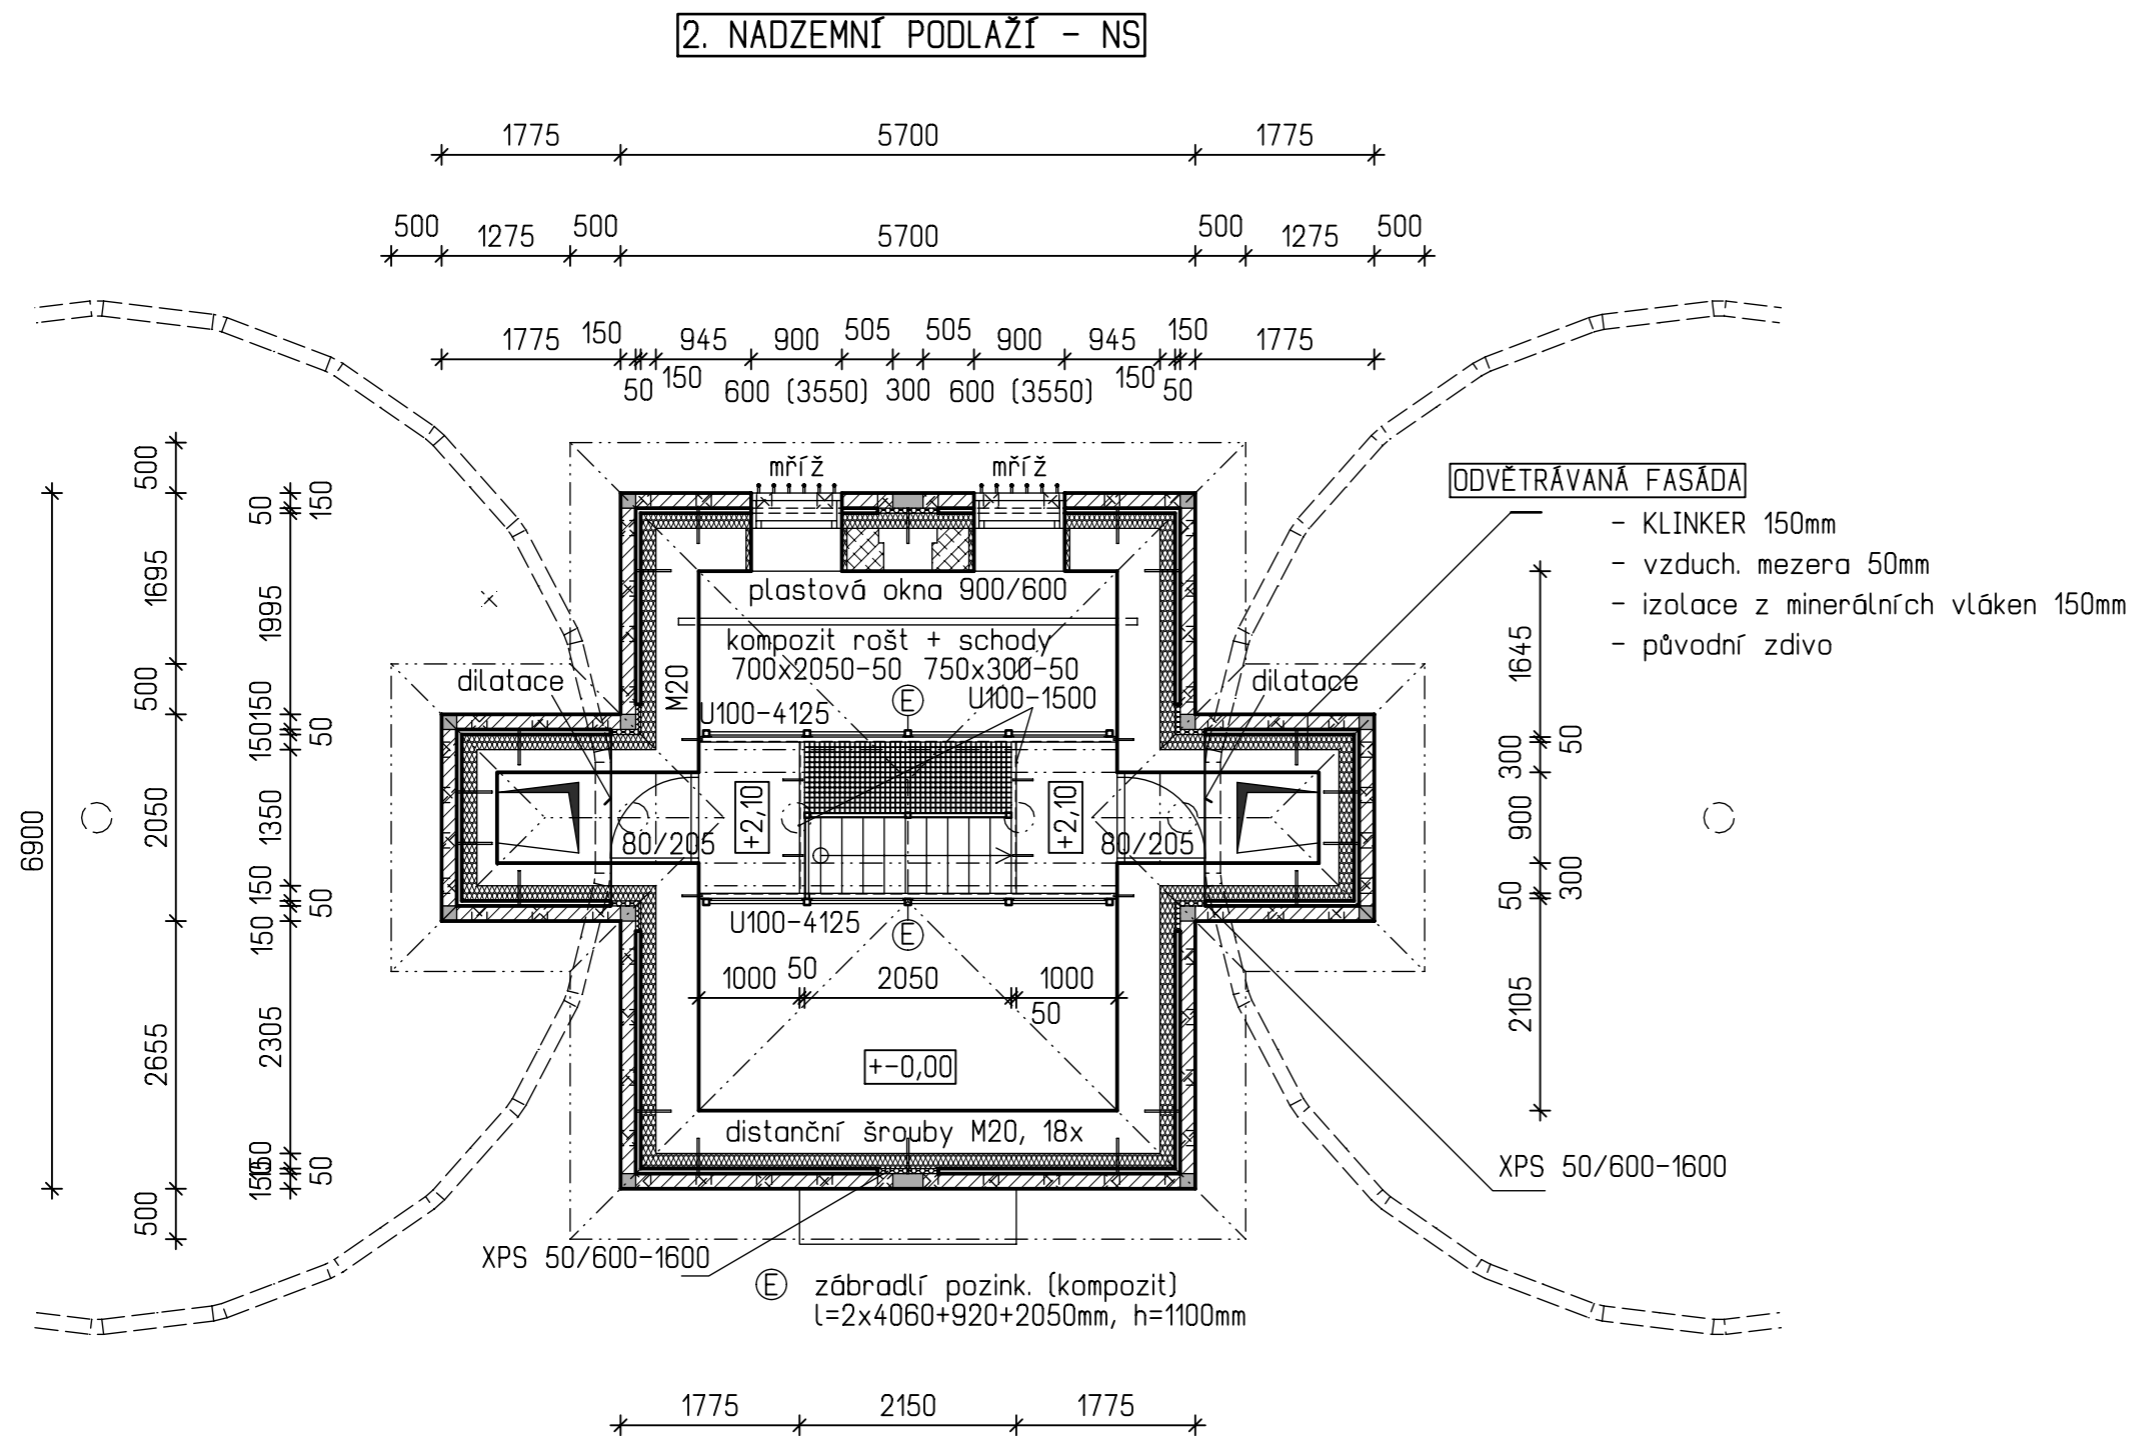 2. NADZEMNÍ PODLAŽÍ - NS
1775 5700 1775
500 1275 500 5700 500 1275 500
1775 150 945 900 505 505 900 945 150 1775
50 150 600 (3550) 300 600 (3550) 150 50
mříž mříž
ODVĚTRÁVANÁ FASÁDA
- KLINKER 150mm
- vzduch. mezera 50mm
- izolace z minerálních vláken 150mm
- původní zdivo
plastová okna 900/600
kompozit rošt + schody
700x2050-50 750x300-50
M20
E
U100-1500
U100-4125
dilatace
dilatace
+2,10
+2,10
80/205
80/205
U100-4125
E
1000 50 2050 1000
50
+-0,00
distanční šrouby M20, 18x
XPS 50/600-1600
XPS 50/600-1600
E zábradlí pozink. (kompozit)
l=2x4060+920+2050mm, h=1100mm
1775 2150 1775
6900
500
1695
500
2050
2655
500
50 150
1995
150 150 50
1350
150 50
150
2305
150 150 50
1645
300 50
900
50 300
2105